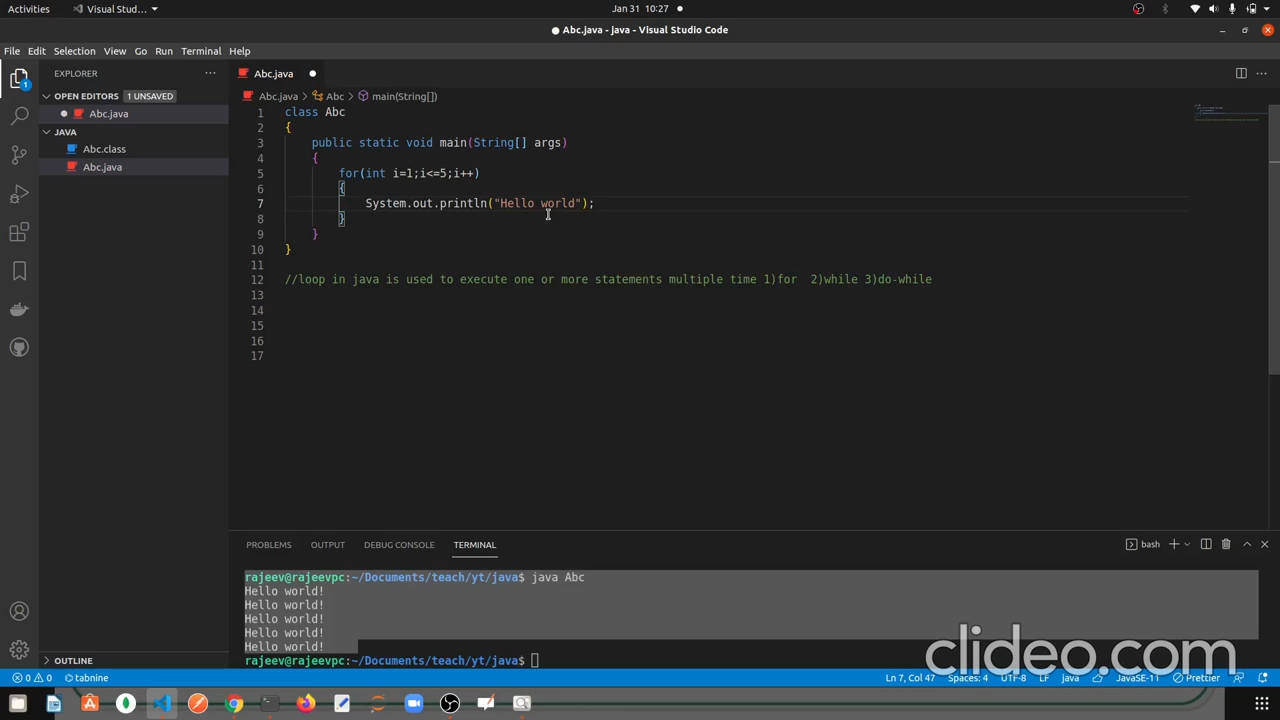 Activities
Visual Stud...
Jan 31 10:27
Abc.java - java - Visual Studio Code
File Edit Selection View Go Run Terminal Help
EXPLORER
...
Abc.java
OPEN EDITORS 1 UNSAVED
Abc.java
JAVA
Abc.class
Abc.java
OUTLINE
1
Abc.java > Abc > main(String[])
1 class Abc
2 {
3 public static void main(String[] args)
4 {
5 for(int i=1;i<=5;i++)
6 {
7 System.out.println("Hello world");
8 }
9 }
10 }
11
12 //loop in java is used to execute one or more statements multiple time 1)for 2)while 3)do-while
13
14
15
16
17
PROBLEMS OUTPUT DEBUG CONSOLE TERMINAL
bash
rajeev@rajeevpc:~/Documents/teach/yt/java$ java Abc
Hello world!
Hello world!
Hello world!
Hello world!
Hello world!
rajeev@rajeevpc:~/Documents/teach/yt/java$
clideo.com
0 0 tabnine
Ln 7, Col 47 Spaces: 4 UTF-8 LF java JavaSE-11 Prettier